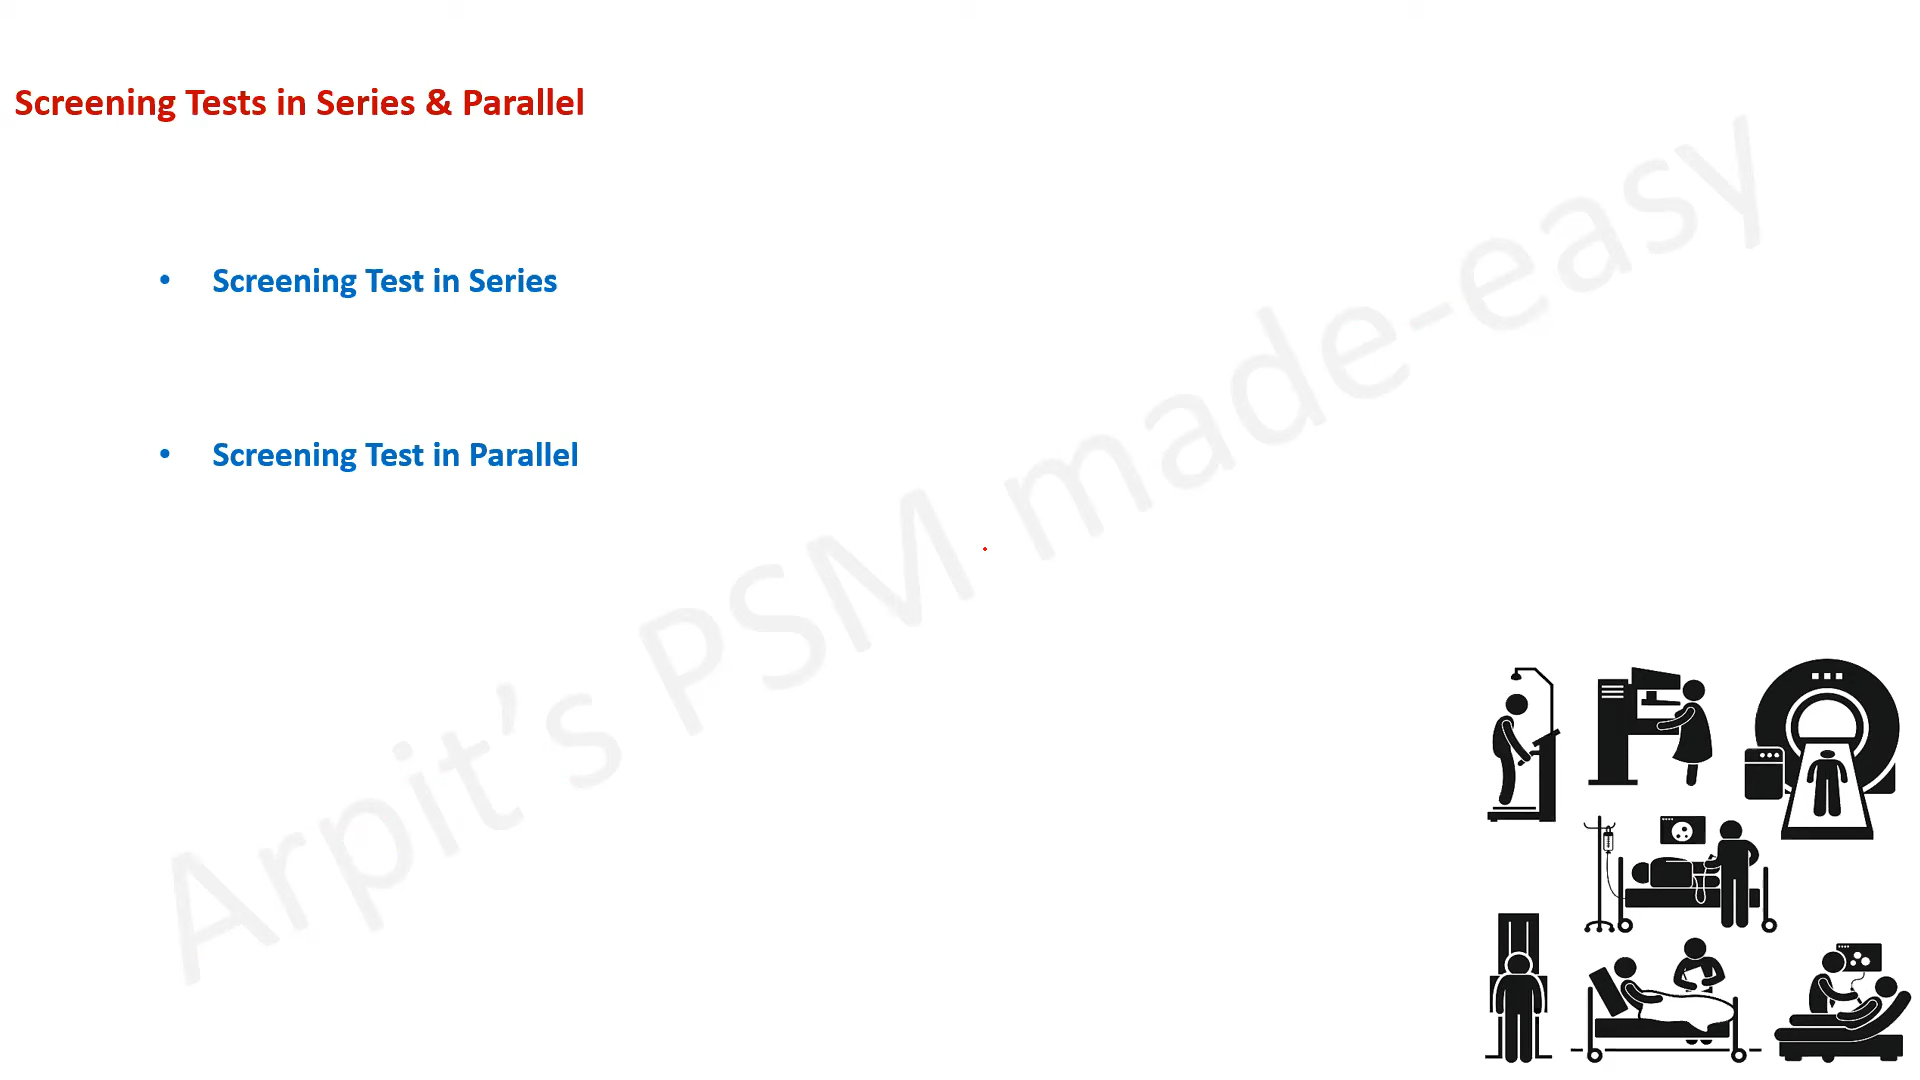 Screening Tests in Series & Parallel
• Screening Test in Series
• Screening Test in Parallel
Arpit's PSM made-easy